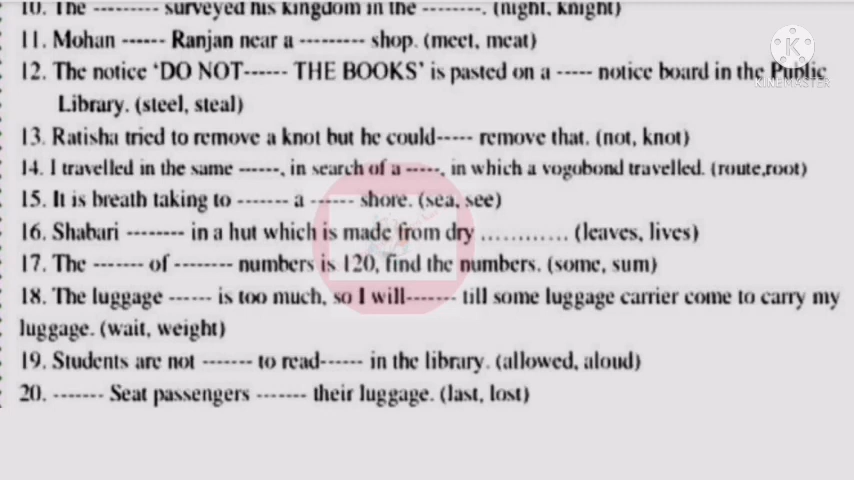 10. The --------- surveyed his kingdom in the --------. (night, knight)
11. Mohan ------ Ranjan near a --------- shop. (meet, meat)
12. The notice 'DO NOT------ THE BOOKS' is pasted on a ----- notice board in the Public
Library. (steel, steal)
13. Ratisha tried to remove a knot but he could----- remove that. (not, knot)
14. I travelled in the same ------, in search of a -----, in which a vogobond travelled. (route,root)
15. It is breath taking to ------- a ------ shore. (sea, see)
16. Shabari -------- in a hut which is made from dry ............ (leaves, lives)
17. The ------- of -------- numbers is 120, find the numbers. (some, sum)
18. The luggage ------ is too much, so I will------- till some luggage carrier come to carry my
luggage. (wait, weight)
19. Students are not ------- to read------ in the library. (allowed, aloud)
20. ------- Seat passengers ------- their luggage. (last, lost)
K
KINEMASTER